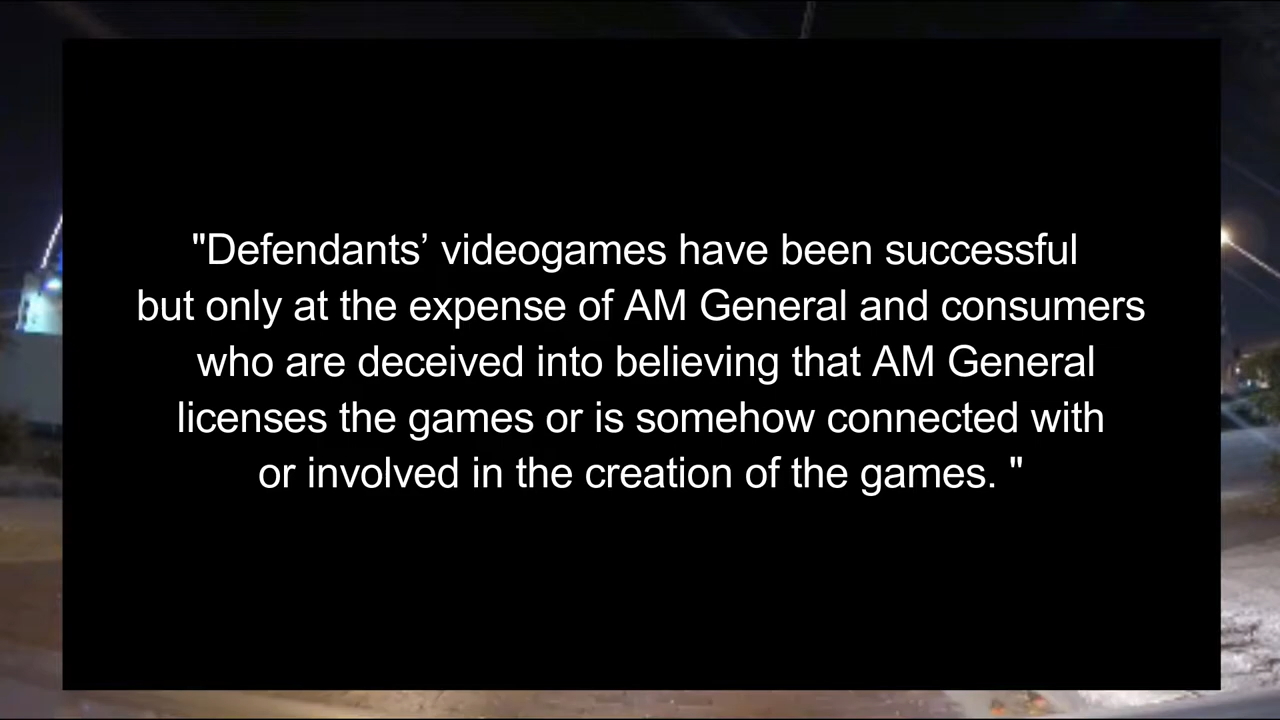 "Defendants’ videogames have been successful
but only at the expense of AM General and consumers
who are deceived into believing that AM General
licenses the games or is somehow connected with
or involved in the creation of the games. "